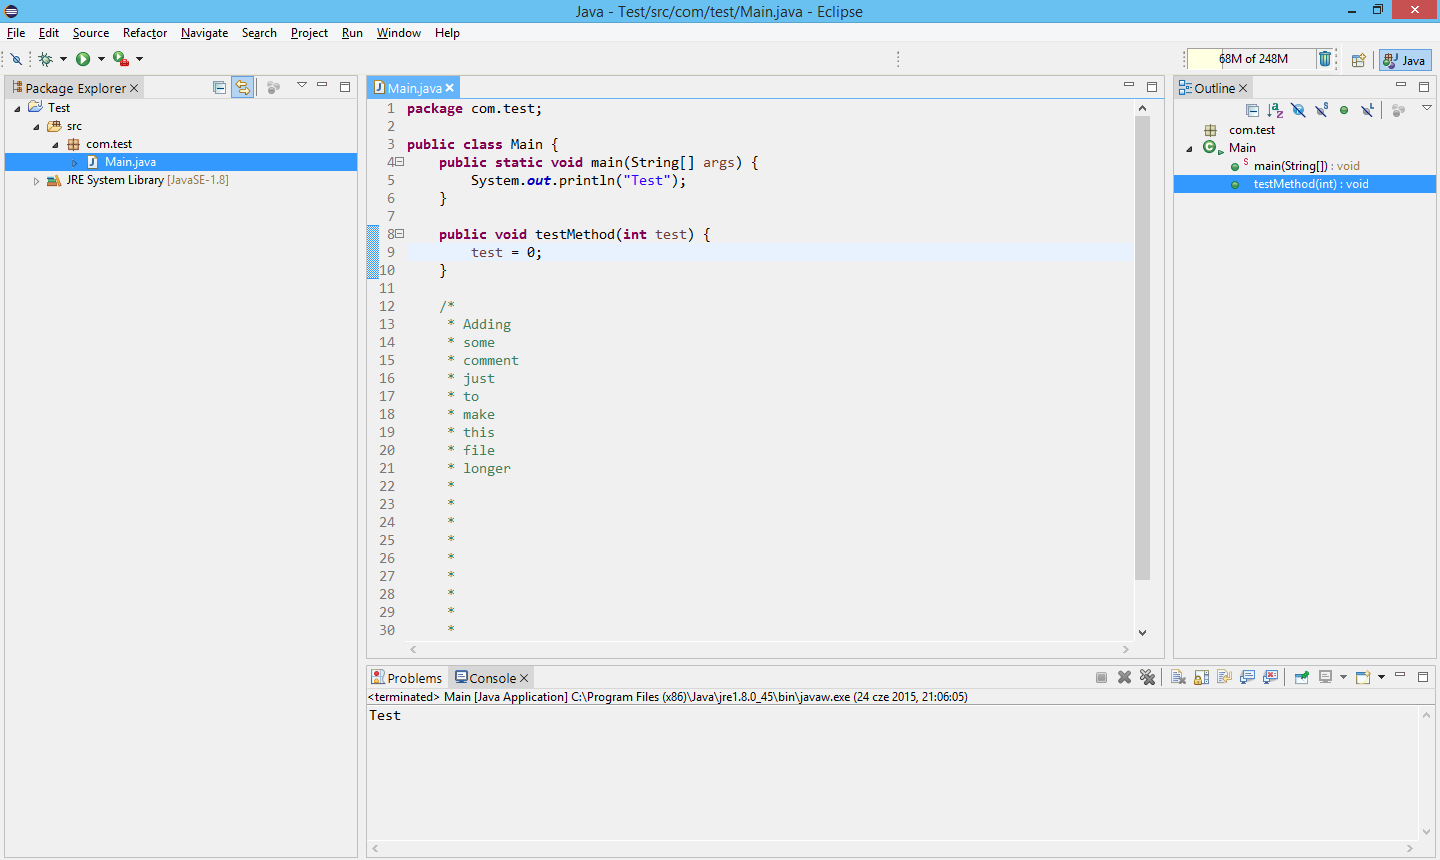 Java - Test/src/com/test/Main.java - Eclipse
File Edit Source Refactor Navigate Search Project Run Window Help
68M of 248M
Java
Package Explorer
Test
src
com.test
Main.java
JRE System Library [JavaSE-1.8]
Main.java
1 package com.test;
2
3 public class Main {
4 public static void main(String[] args) {
5 System.out.println("Test");
6 }
7
8 public void testMethod(int test) {
9 test = 0;
10 }
11
12 /*
13 * Adding
14 * some
15 * comment
16 * just
17 * to
18 * make
19 * this
20 * file
21 * longer
22 *
23 *
24 *
25 *
26 *
27 *
28 *
29 *
30 *
Outline
com.test
Main
main(String[]) : void
testMethod(int) : void
Problems Console
<terminated> Main [Java Application] C:\Program Files (x86)\Java\jre1.8.0_45\bin\javaw.exe (24 cze 2015, 21:06:05)
Test